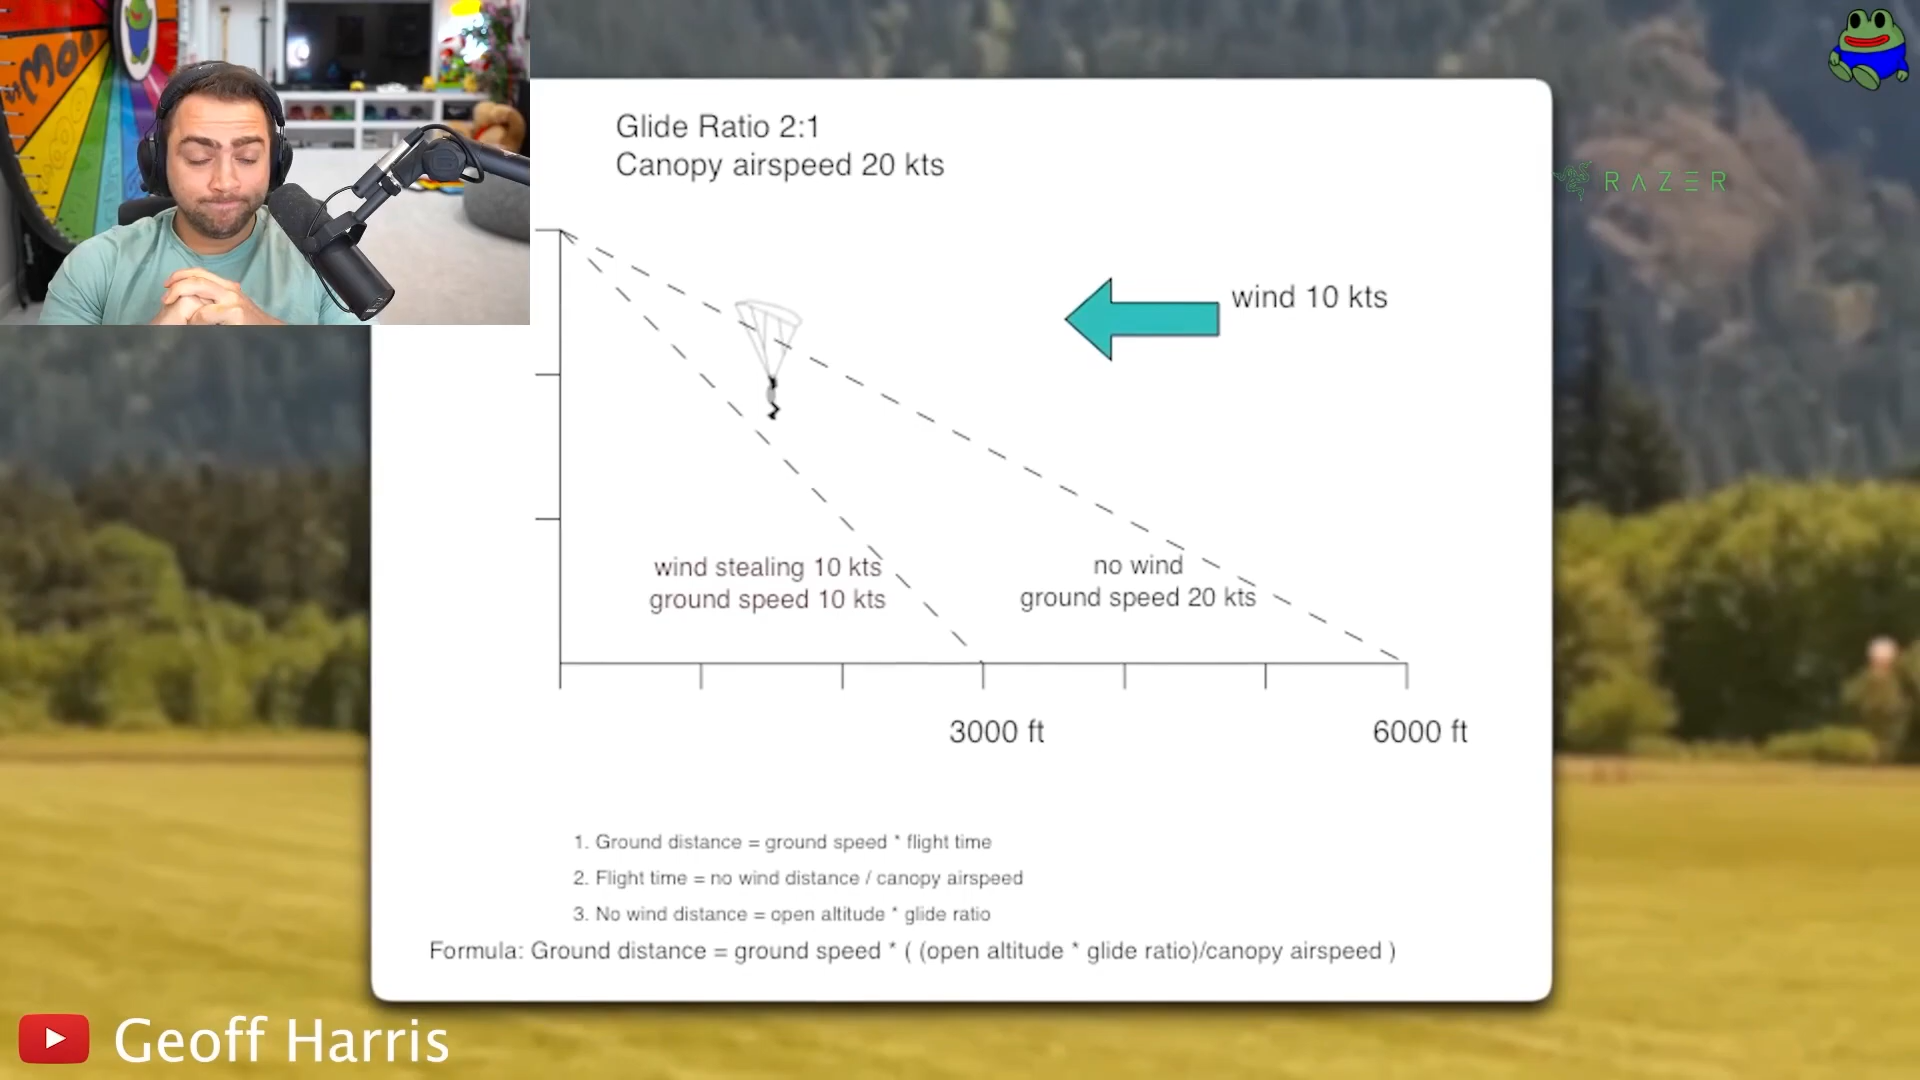 Glide Ratio 2:1
Canopy airspeed 20 kts
RAZER
wind 10 kts
wind stealing 10 kts
ground speed 10 kts
no wind
ground speed 20 kts
3000 ft
6000 ft
1. Ground distance = ground speed * flight time
2. Flight time = no wind distance / canopy airspeed
3. No wind distance = open altitude * glide ratio
Formula: Ground distance = ground speed * ( (open altitude * glide ratio)/canopy airspeed )
Geoff Harris